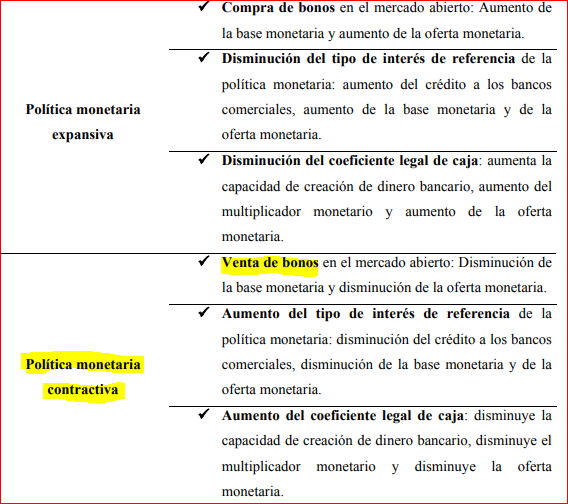 ✓ Compra de bonos en el mercado abierto: Aumento de
la base monetaria y aumento de la oferta monetaria.
✓ Disminución del tipo de interés de referencia de la
política monetaria: aumento del crédito a los bancos
comerciales, aumento de la base monetaria y de la
oferta monetaria.
Política monetaria
expansiva
✓ Disminución del coeficiente legal de caja: aumenta la
capacidad de creación de dinero bancario, aumento del
multiplicador monetario y aumento de la oferta
monetaria.
✓ Venta de bonos en el mercado abierto: Disminución de
la base monetaria y disminución de la oferta monetaria.
✓ Aumento del tipo de interés de referencia de la
política monetaria: disminución del crédito a los bancos
comerciales, disminución de la base monetaria y de la
oferta monetaria.
Política monetaria
contractiva
✓ Aumento del coeficiente legal de caja: disminuye la
capacidad de creación de dinero bancario, disminuye el
multiplicador monetario y disminuye la oferta
monetaria.